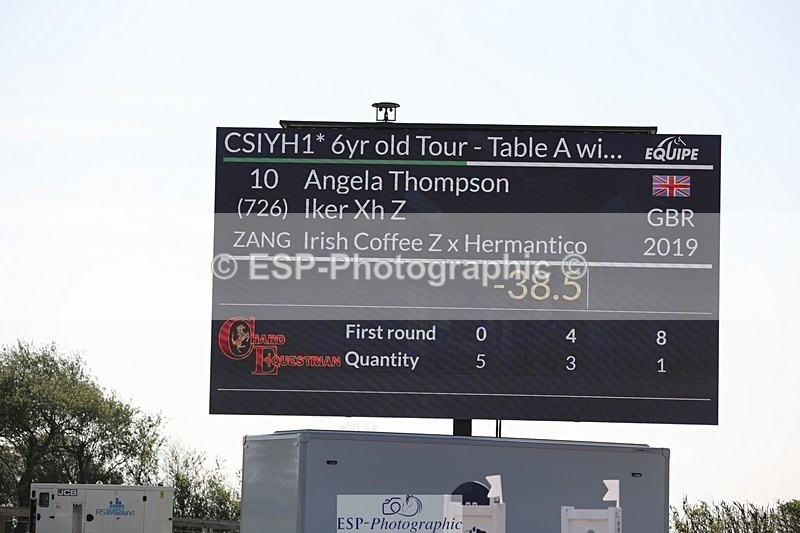 CSIYH1* 6yr old Tour - Table A wi... EQUIPE
10 Angela Thompson
(726) Iker Xh Z GBR
ZANG Irish Coffee Z x Hermantico 2019
© ESP-Photographic ©
-38.5
CHARD EQUESTRIAN
First round 0 4 8
Quantity 5 3 1
JCB
RSWSound
ESP-Photographic